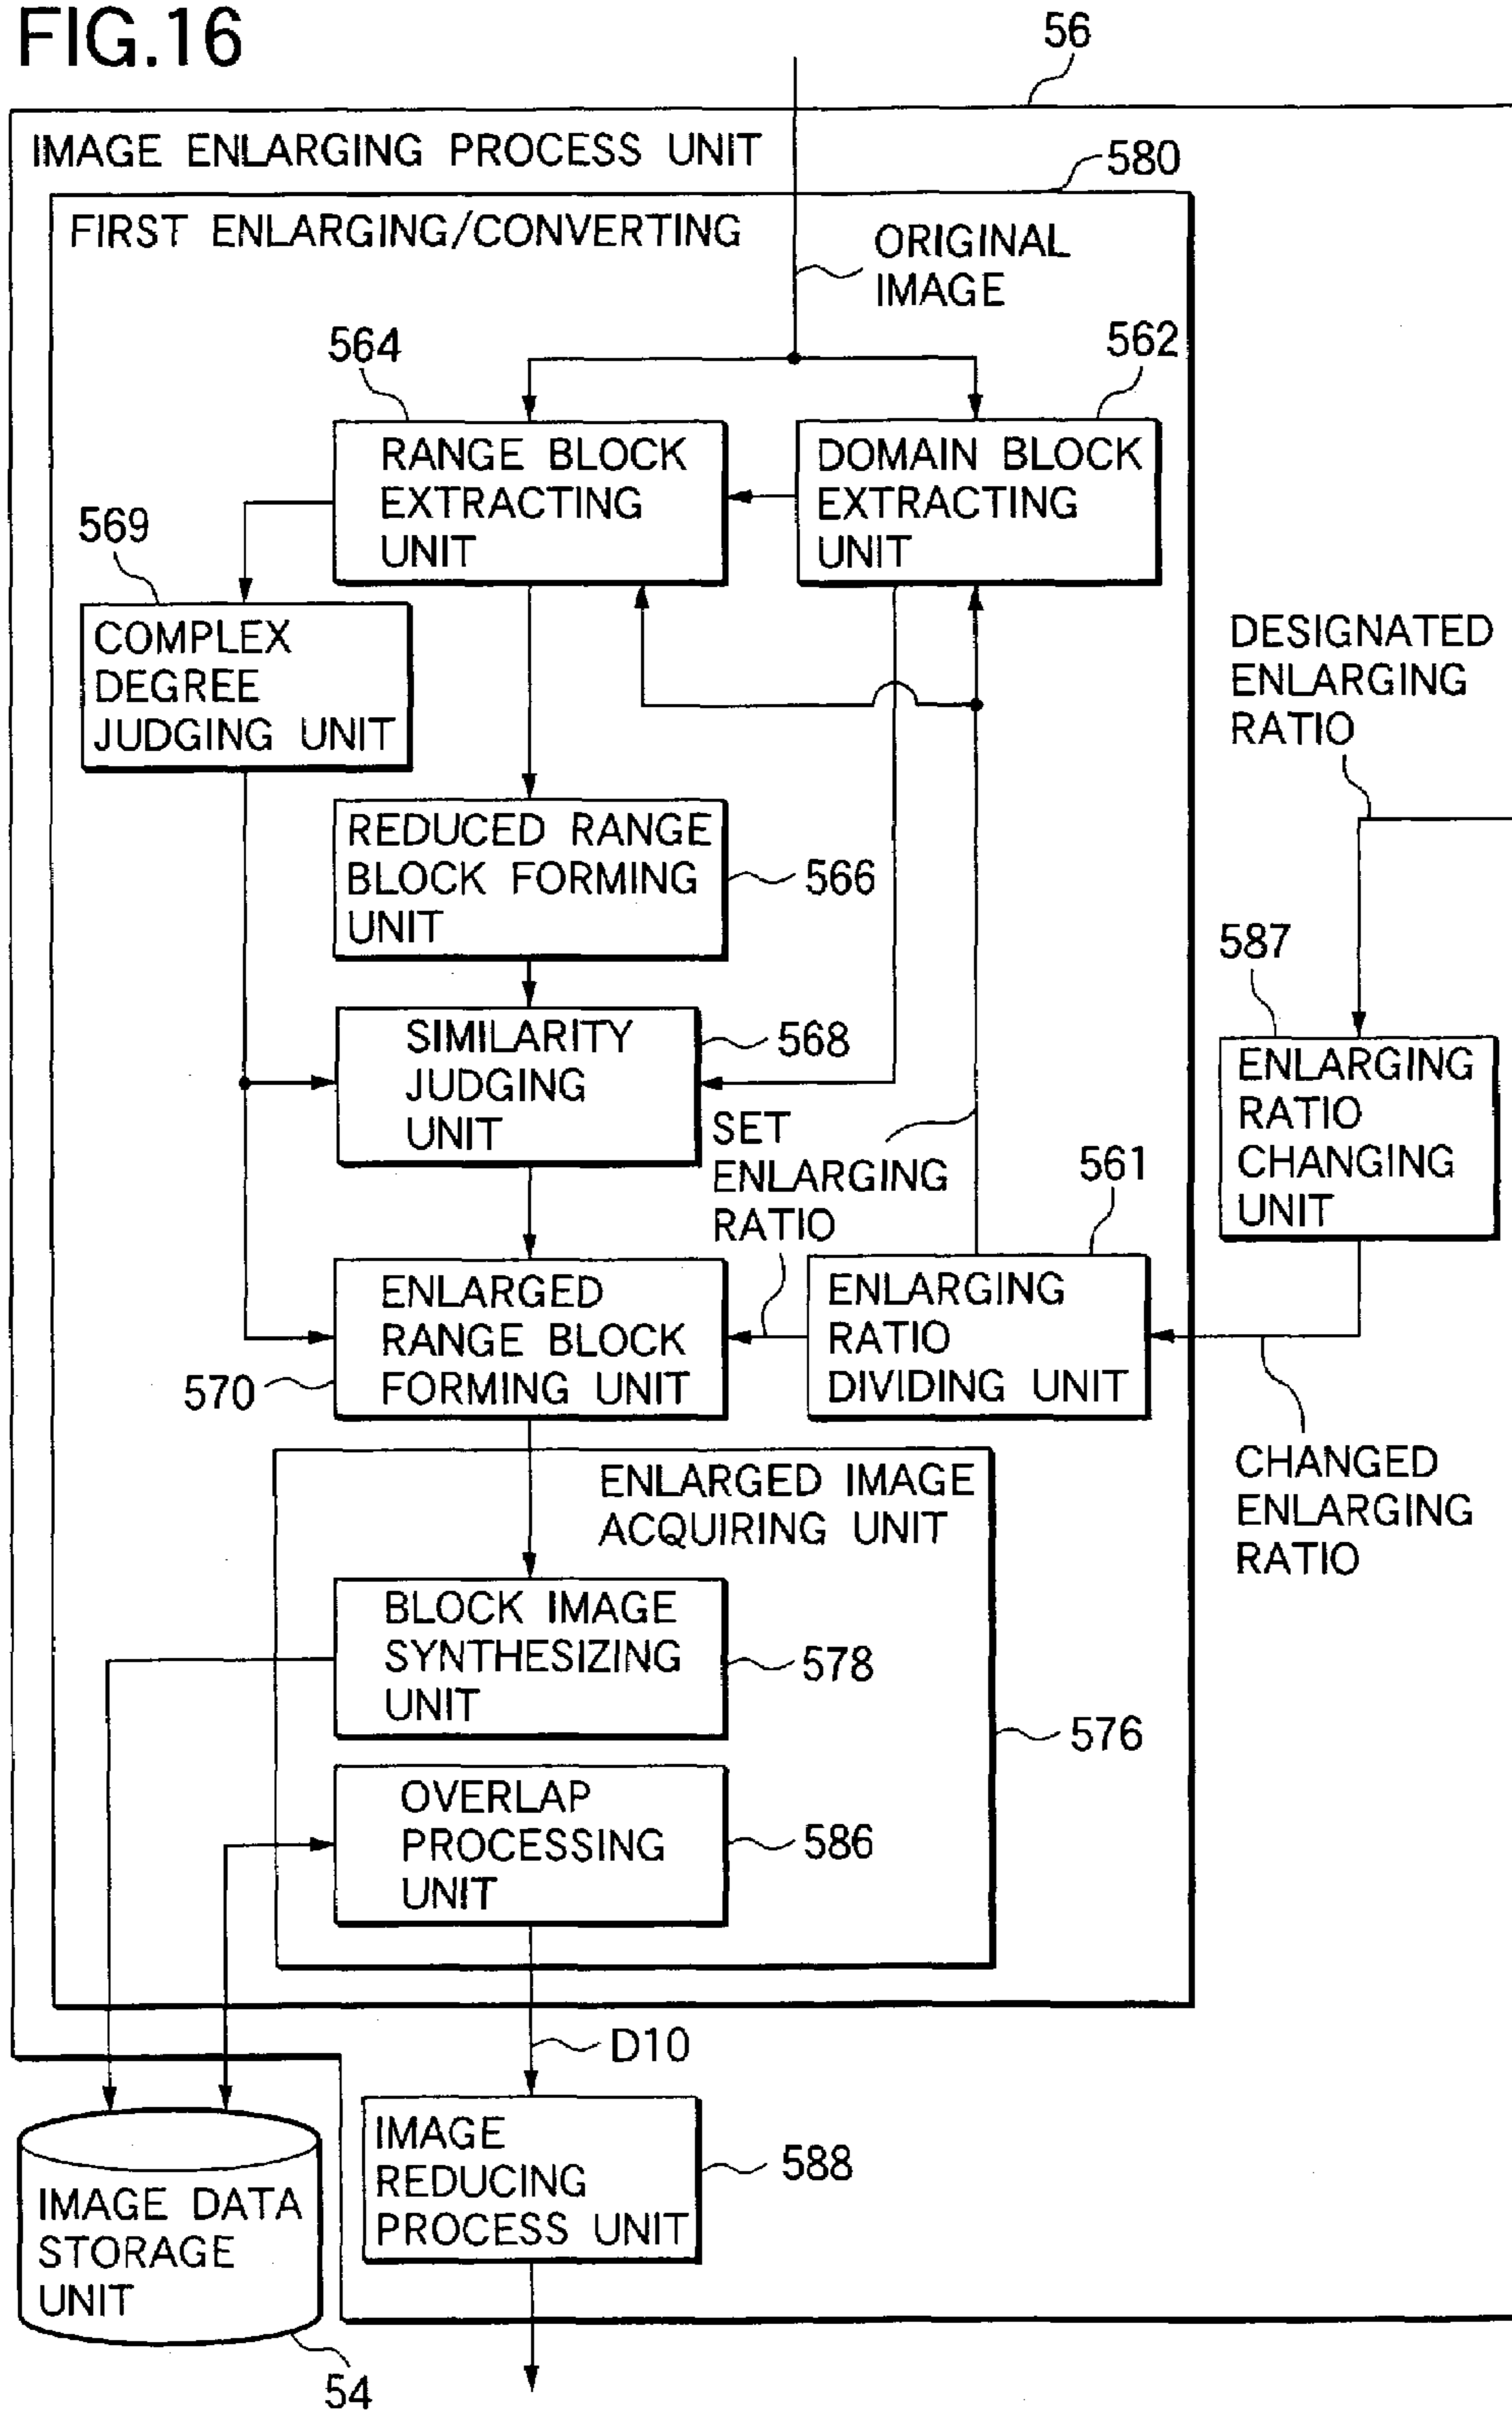 FIG.16
56
IMAGE ENLARGING PROCESS UNIT
580
FIRST ENLARGING/CONVERTING
ORIGINAL
IMAGE
564
562
RANGE BLOCK
EXTRACTING
UNIT
DOMAIN BLOCK
EXTRACTING
UNIT
569
COMPLEX
DEGREE
JUDGING UNIT
DESIGNATED
ENLARGING
RATIO
REDUCED RANGE
BLOCK FORMING
UNIT
566
587
SIMILARITY
JUDGING
UNIT
568
ENLARGING
RATIO
CHANGING
UNIT
SET
ENLARGING
RATIO
561
ENLARGED
RANGE BLOCK
FORMING UNIT
570
ENLARGING
RATIO
DIVIDING UNIT
CHANGED
ENLARGING
RATIO
ENLARGED IMAGE
ACQUIRING UNIT
BLOCK IMAGE
SYNTHESIZING
UNIT
578
576
OVERLAP
PROCESSING
UNIT
586
D10
IMAGE
REDUCING
PROCESS UNIT
588
IMAGE DATA
STORAGE
UNIT
54